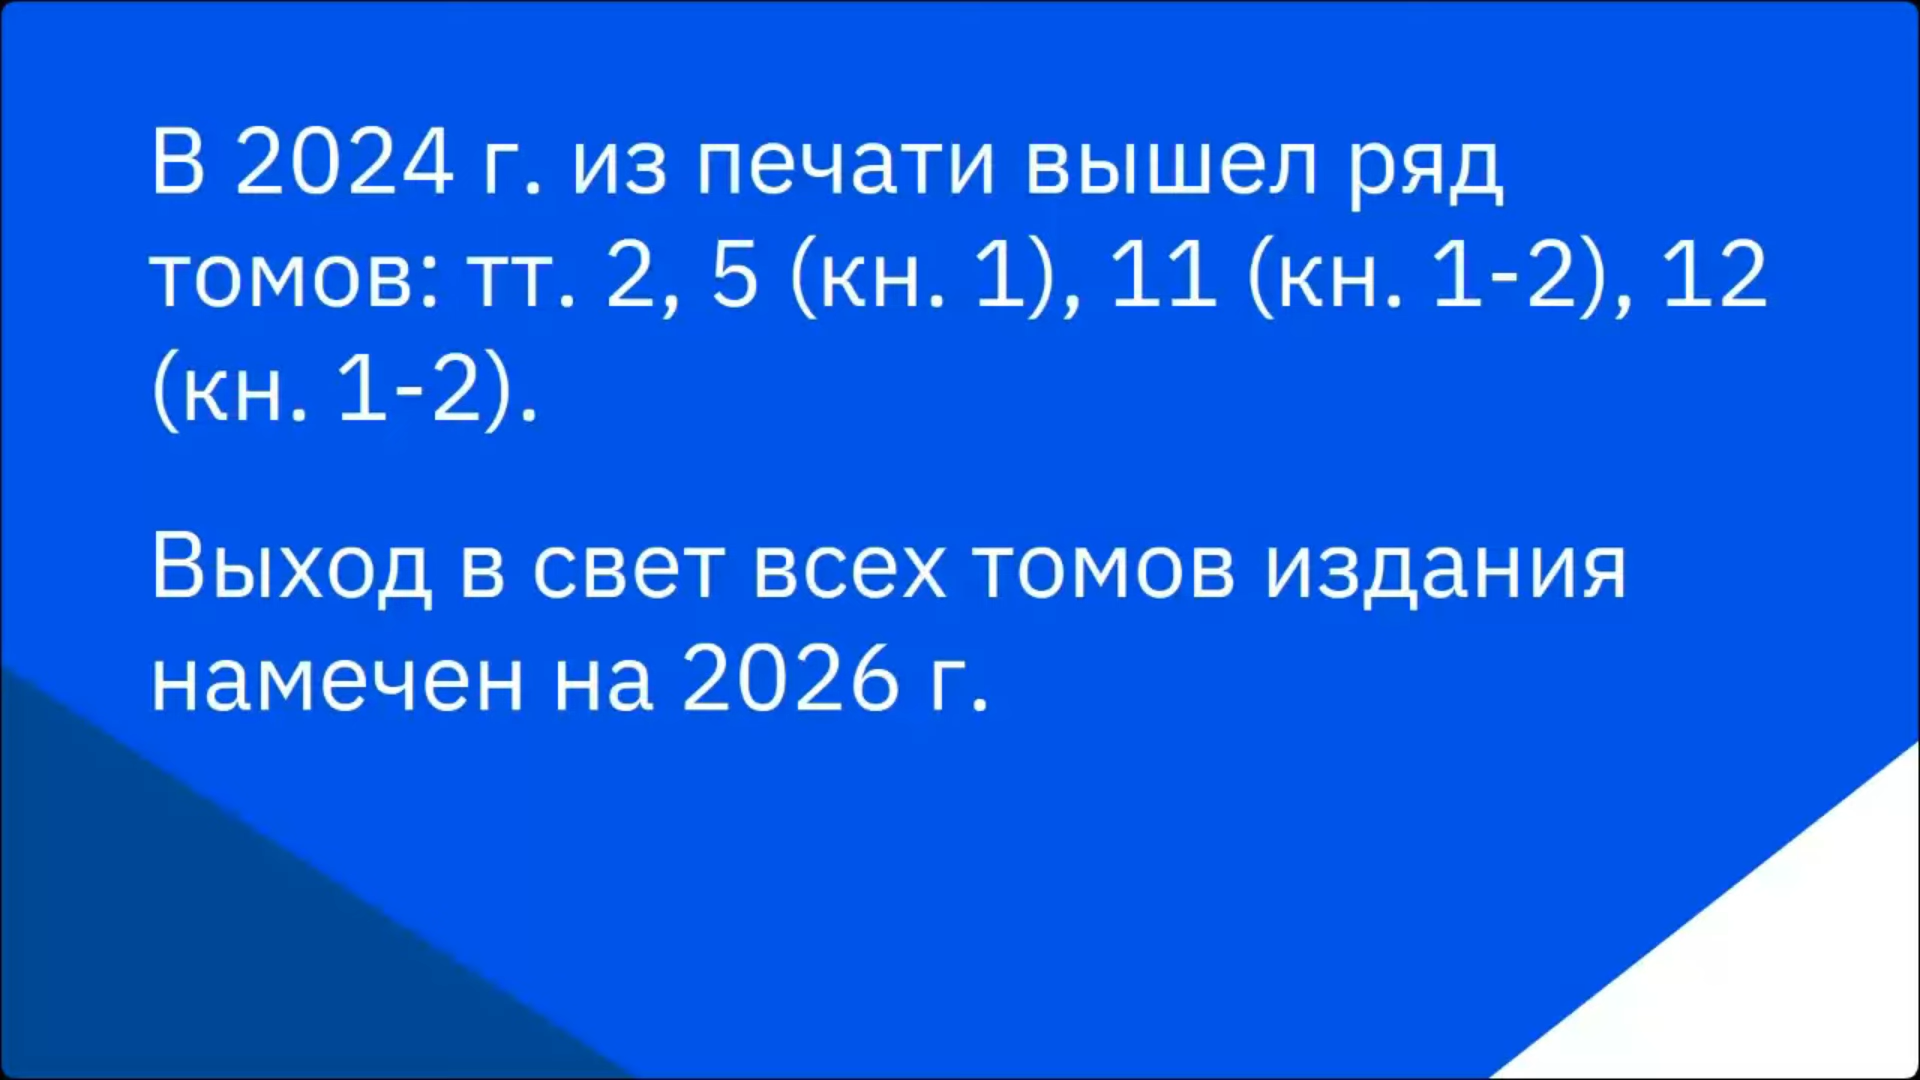 В 2024 г. из печати вышел ряд
томов: тт. 2, 5 (кн. 1), 11 (кн. 1-2), 12
(кн. 1-2).
Выход в свет всех томов издания
намечен на 2026 г.